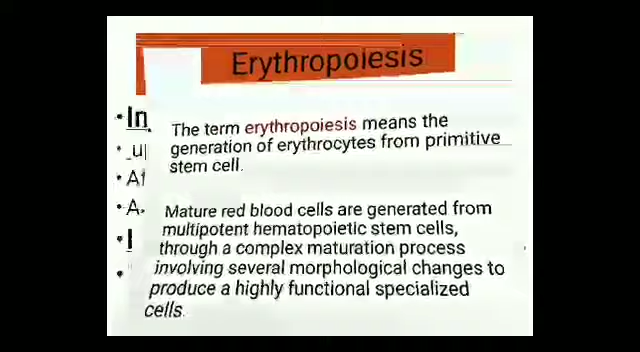 Erythropoiesis
The term erythropoiesis means the
generation of erythrocytes from primitive
stem cell.
Mature red blood cells are generated from
multipotent hematopoietic stem cells,
through a complex maturation process
involving several morphological changes to
produce a highly functional specialized
cells.